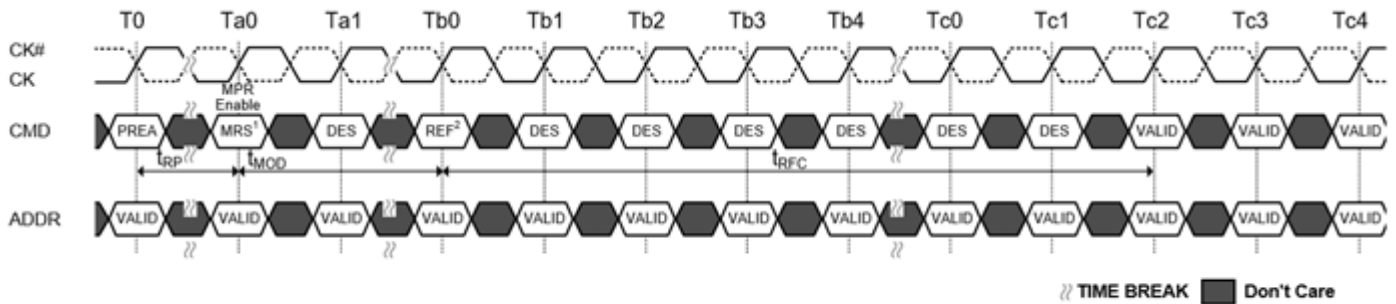 T0 Ta0 Ta1 Tb0 Tb1 Tb2 Tb3 Tb4 Tc0 Tc1 Tc2 Tc3 Tc4
CK#
CK
MPR
Enable
CMD PREA MRS¹ DES REF² DES DES DES DES DES DES VALID VALID VALID
tRP tMOD tRFC
ADDR VALID VALID VALID VALID VALID VALID VALID VALID VALID VALID VALID VALID VALID
TIME BREAK Don't Care